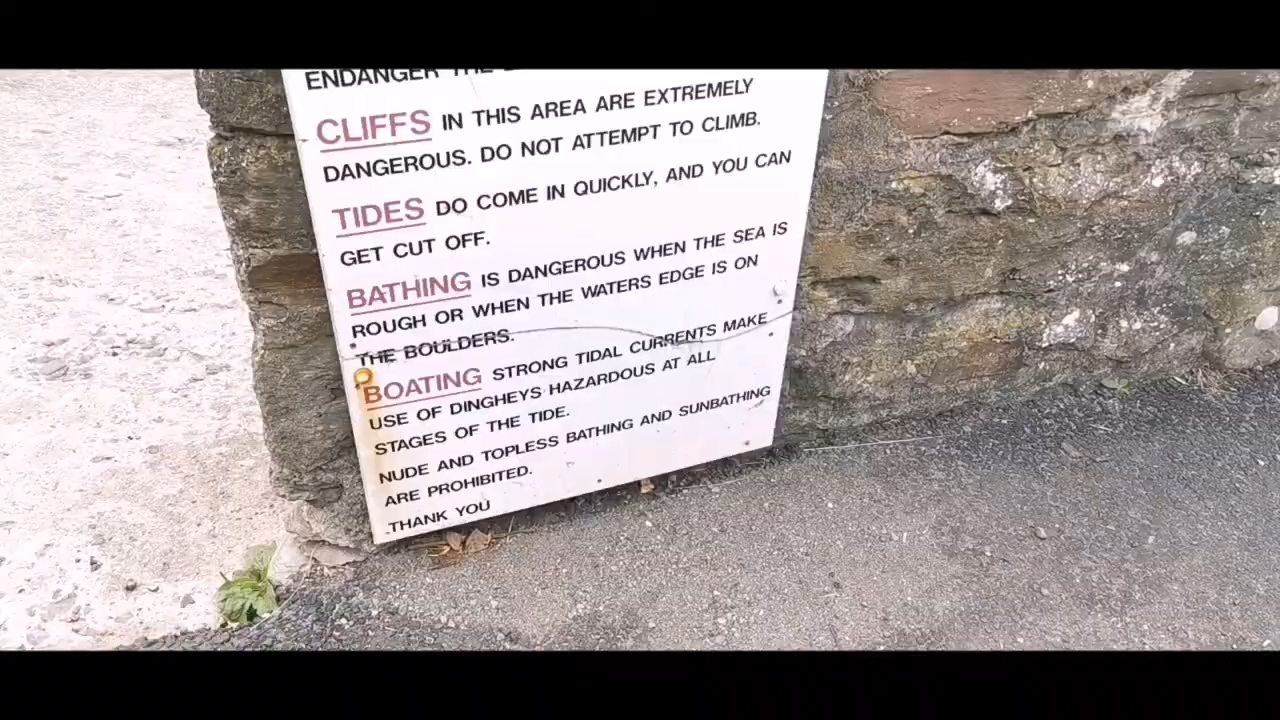 ENDANGER THE
CLIFFS IN THIS AREA ARE EXTREMELY
DANGEROUS. DO NOT ATTEMPT TO CLIMB.
TIDES DO COME IN QUICKLY, AND YOU CAN
GET CUT OFF.
BATHING IS DANGEROUS WHEN THE SEA IS
ROUGH OR WHEN THE WATERS EDGE IS ON
THE BOULDERS.
BOATING STRONG TIDAL CURRENTS MAKE
USE OF DINGHEYS HAZARDOUS AT ALL
STAGES OF THE TIDE.
NUDE AND TOPLESS BATHING AND SUNBATHING
ARE PROHIBITED.
THANK YOU